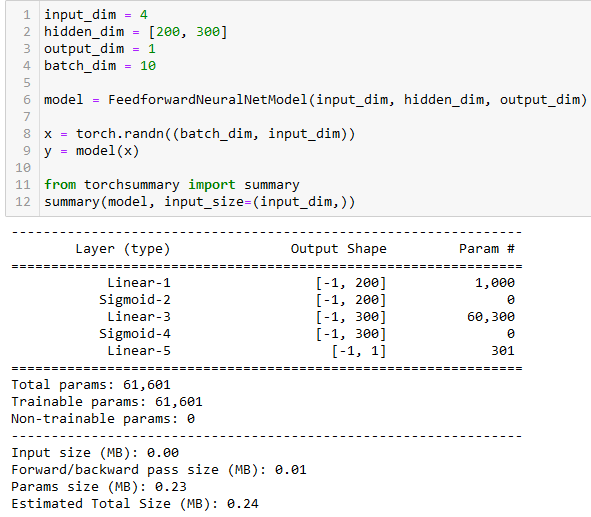 1 input_dim = 4
2 hidden_dim = [200, 300]
3 output_dim = 1
4 batch_dim = 10
5
6 model = FeedforwardNeuralNetModel(input_dim, hidden_dim, output_dim)
7
8 x = torch.randn((batch_dim, input_dim))
9 y = model(x)
10
11 from torchsummary import summary
12 summary(model, input_size=(input_dim,))
----------------------------------------------------------------
Layer (type) Output Shape Param #
================================================================
Linear-1 [-1, 200] 1,000
Sigmoid-2 [-1, 200] 0
Linear-3 [-1, 300] 60,300
Sigmoid-4 [-1, 300] 0
Linear-5 [-1, 1] 301
================================================================
Total params: 61,601
Trainable params: 61,601
Non-trainable params: 0
----------------------------------------------------------------
Input size (MB): 0.00
Forward/backward pass size (MB): 0.01
Params size (MB): 0.23
Estimated Total Size (MB): 0.24